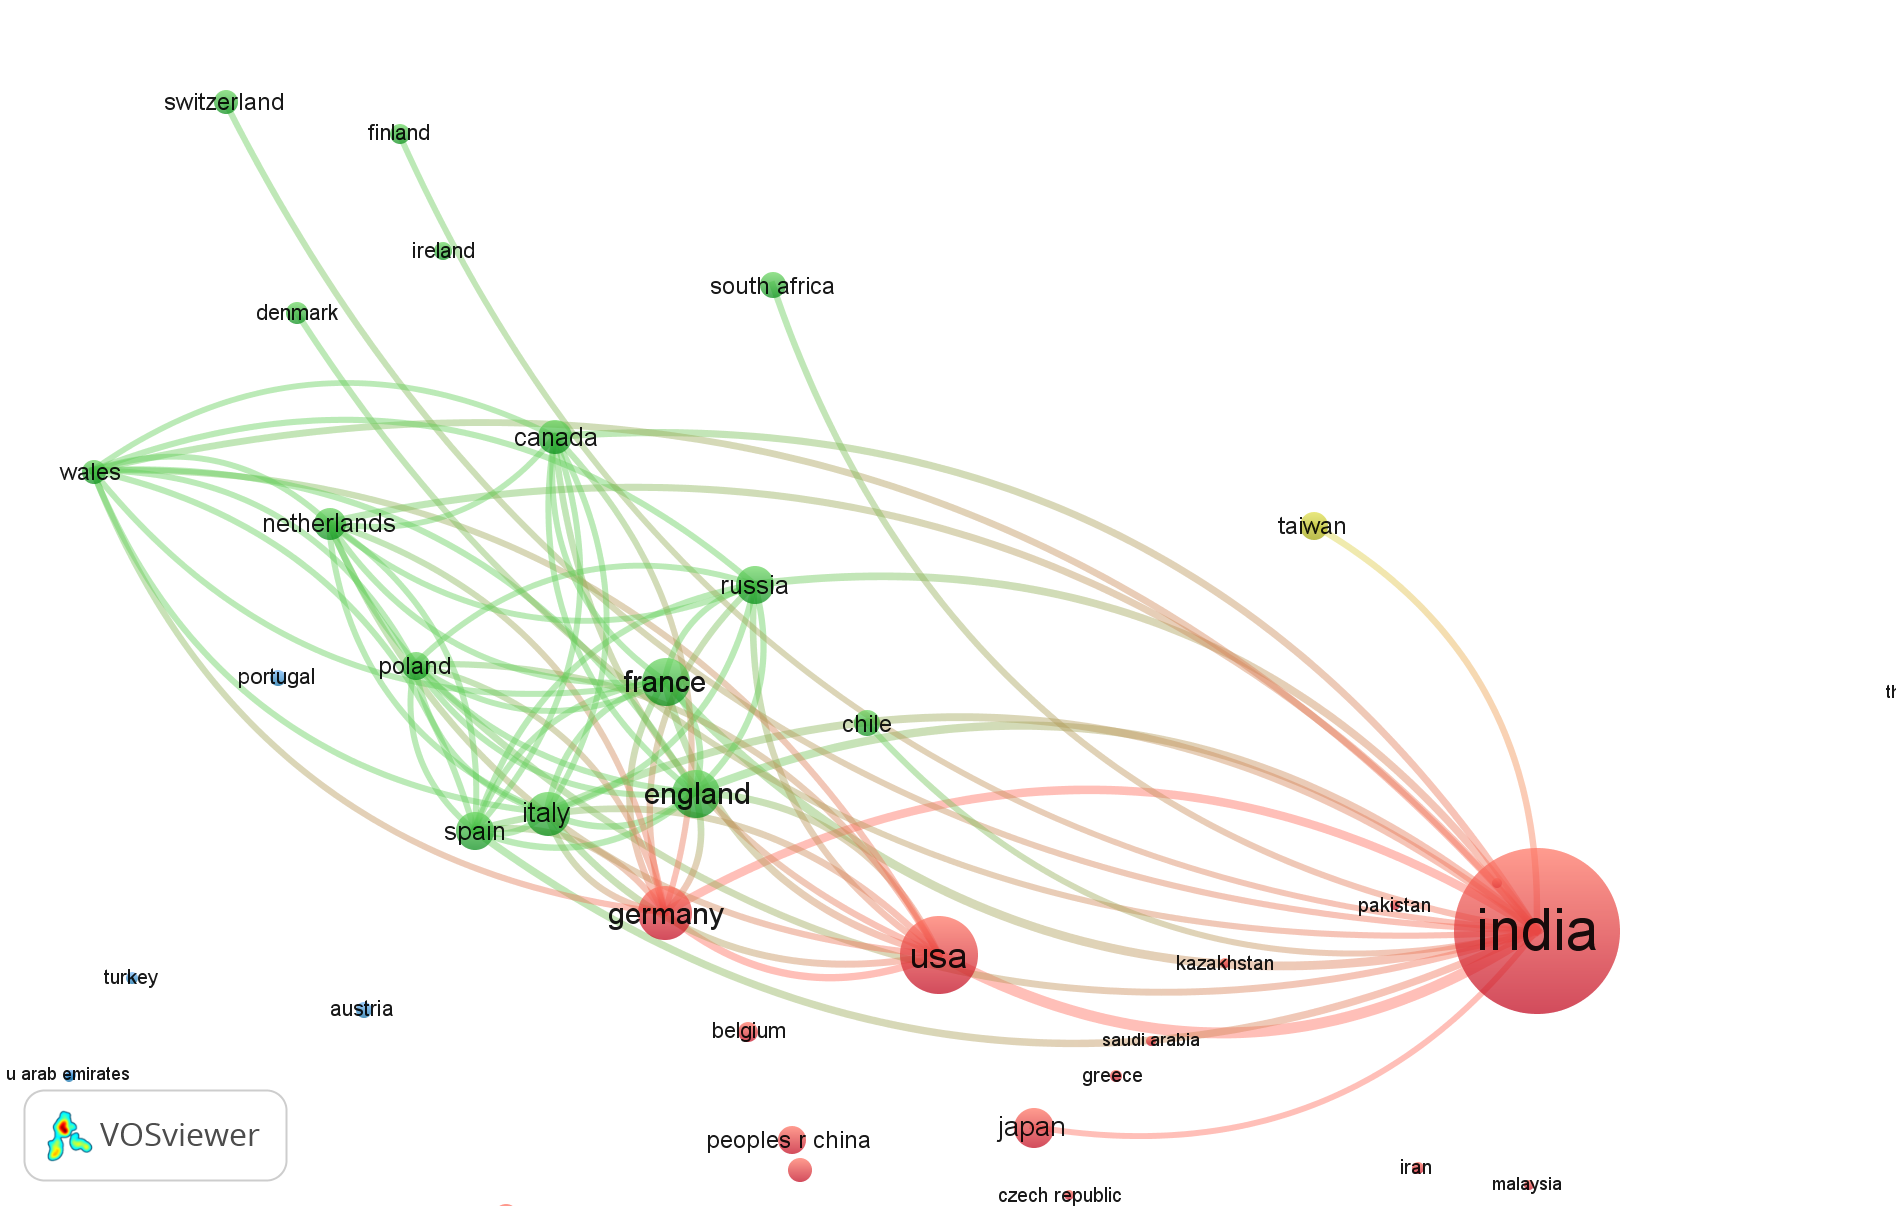 switzerland
finland
ireland
south africa
denmark
canada
wales
netherlands
taiwan
russia
poland
portugal
france
th
chile
england
italy
spain
pakistan
germany
india
usa
kazakhstan
turkey
austria
belgium
saudi arabia
u arab emirates
greece
japan
VOSviewer
peoples r china
iran
malaysia
czech republic